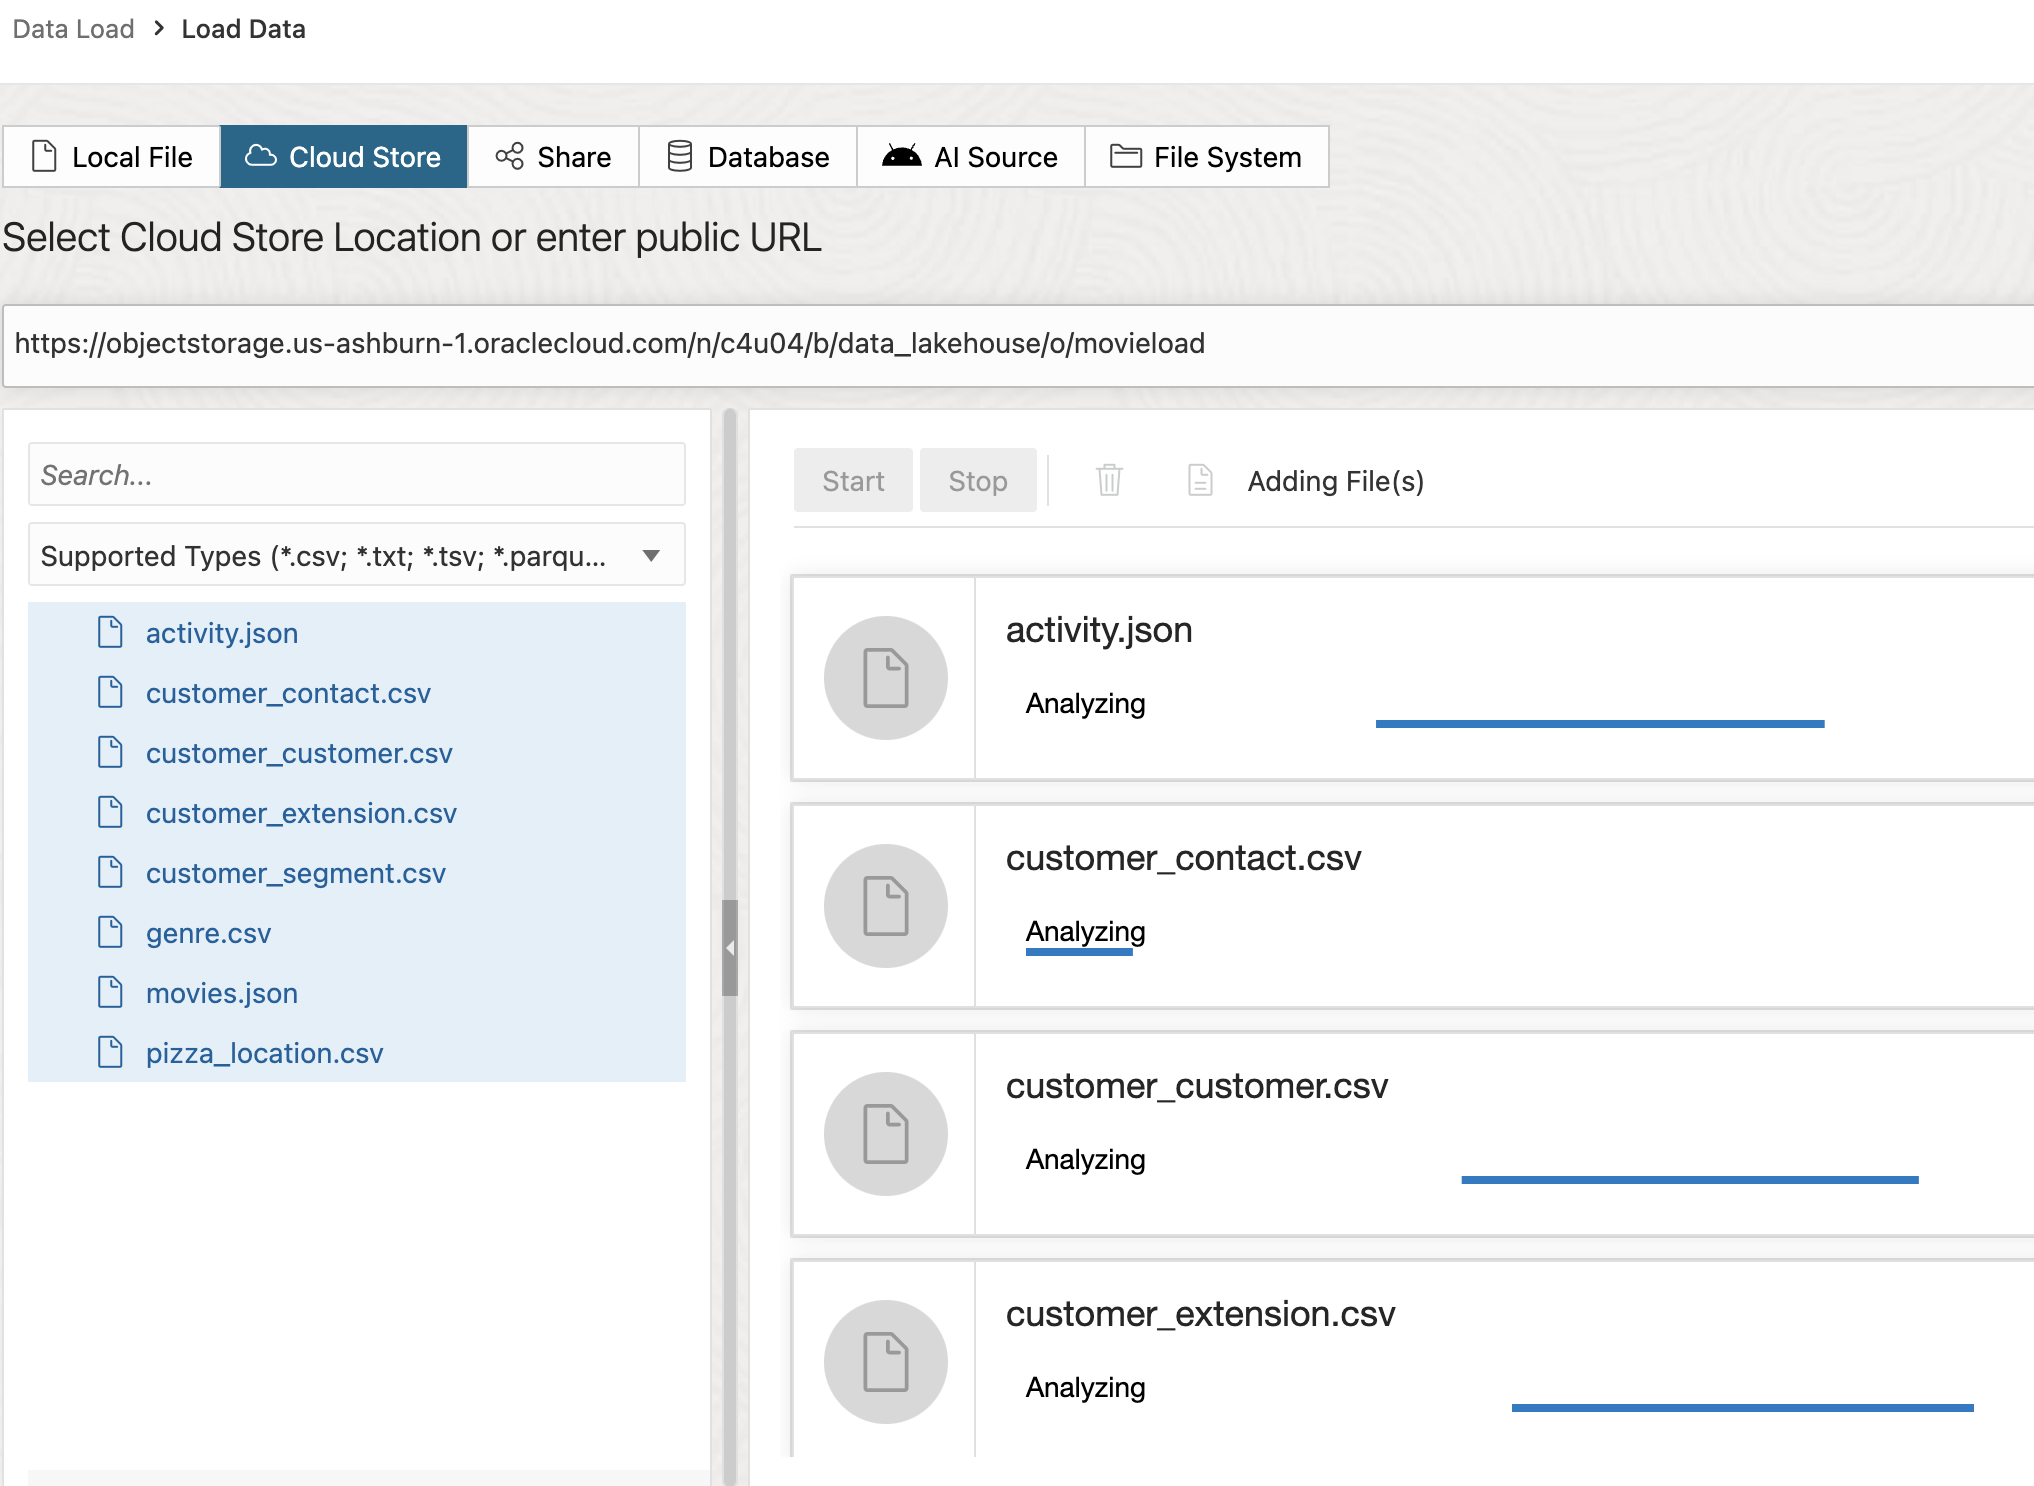 Data Load > Load Data
Local File
Cloud Store
Share
Database
AI Source
File System
Select Cloud Store Location or enter public URL
https://objectstorage.us-ashburn-1.oraclecloud.com/n/c4u04/b/data_lakehouse/o/movieload
Search...
Supported Types (*.csv; *.txt; *.tsv; *.parqu...
activity.json
customer_contact.csv
customer_customer.csv
customer_extension.csv
customer_segment.csv
genre.csv
movies.json
pizza_location.csv
Start
Stop
Adding File(s)
activity.json
Analyzing
customer_contact.csv
Analyzing
customer_customer.csv
Analyzing
customer_extension.csv
Analyzing